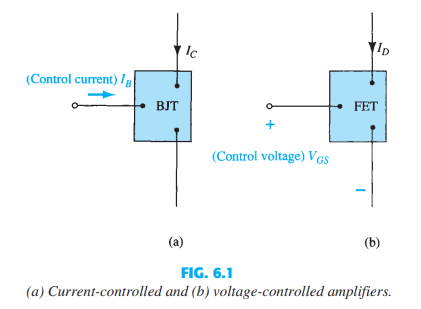 I_C
I_D
(Control current) I_B
BJT
FET
+
(Control voltage) V_GS
–
(a)
(b)
FIG. 6.1
(a) Current-controlled and (b) voltage-controlled amplifiers.